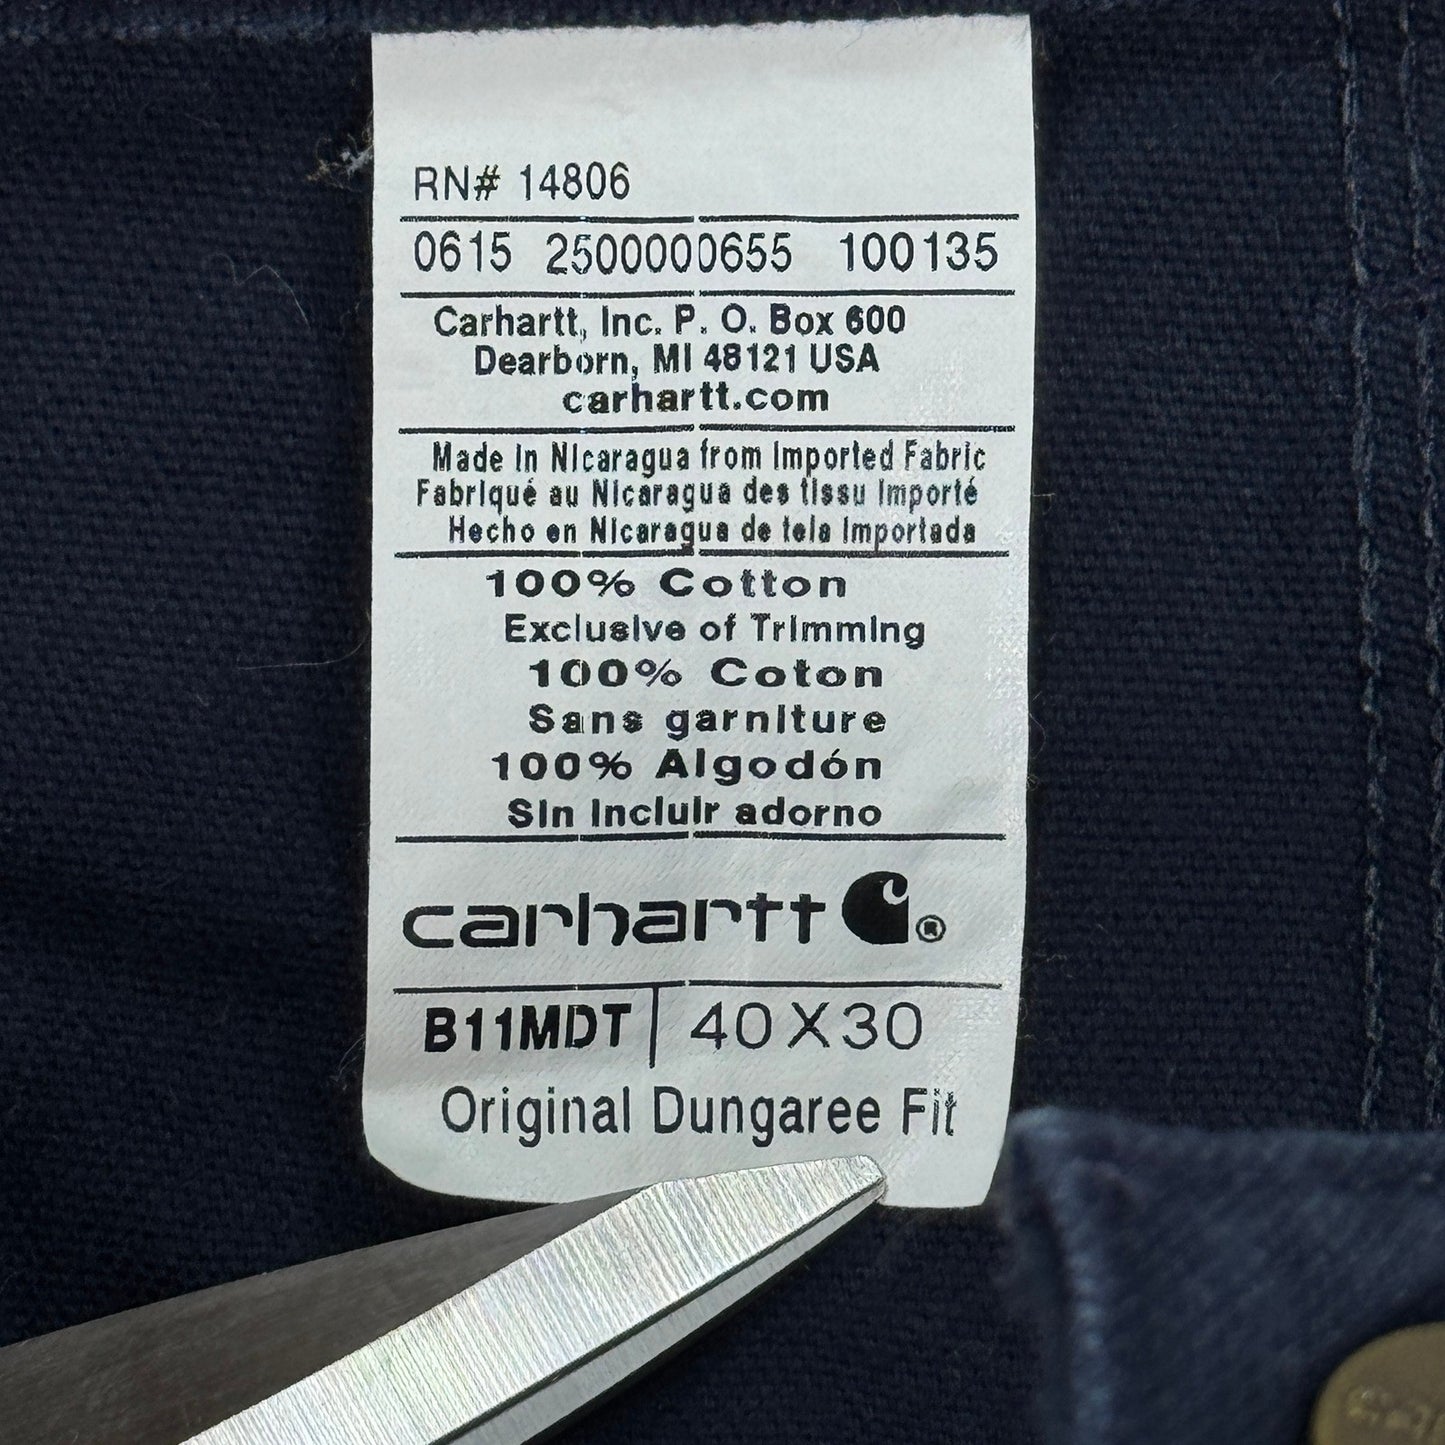 RN# 14806
0615 2500000655 100135
Carhartt, Inc. P. O. Box 600
Dearborn, MI 48121 USA
carhartt.com
Made in Nicaragua from Imported Fabric
Fabriqué au Nicaragua des tissu importé
Hecho en Nicaragua de tela importada
100% Cotton
Exclusive of Trimming
100% Coton
Sans garniture
100% Algodón
Sin incluir adorno
carhartt ®
B11MDT 40X30
Original Dungaree Fit